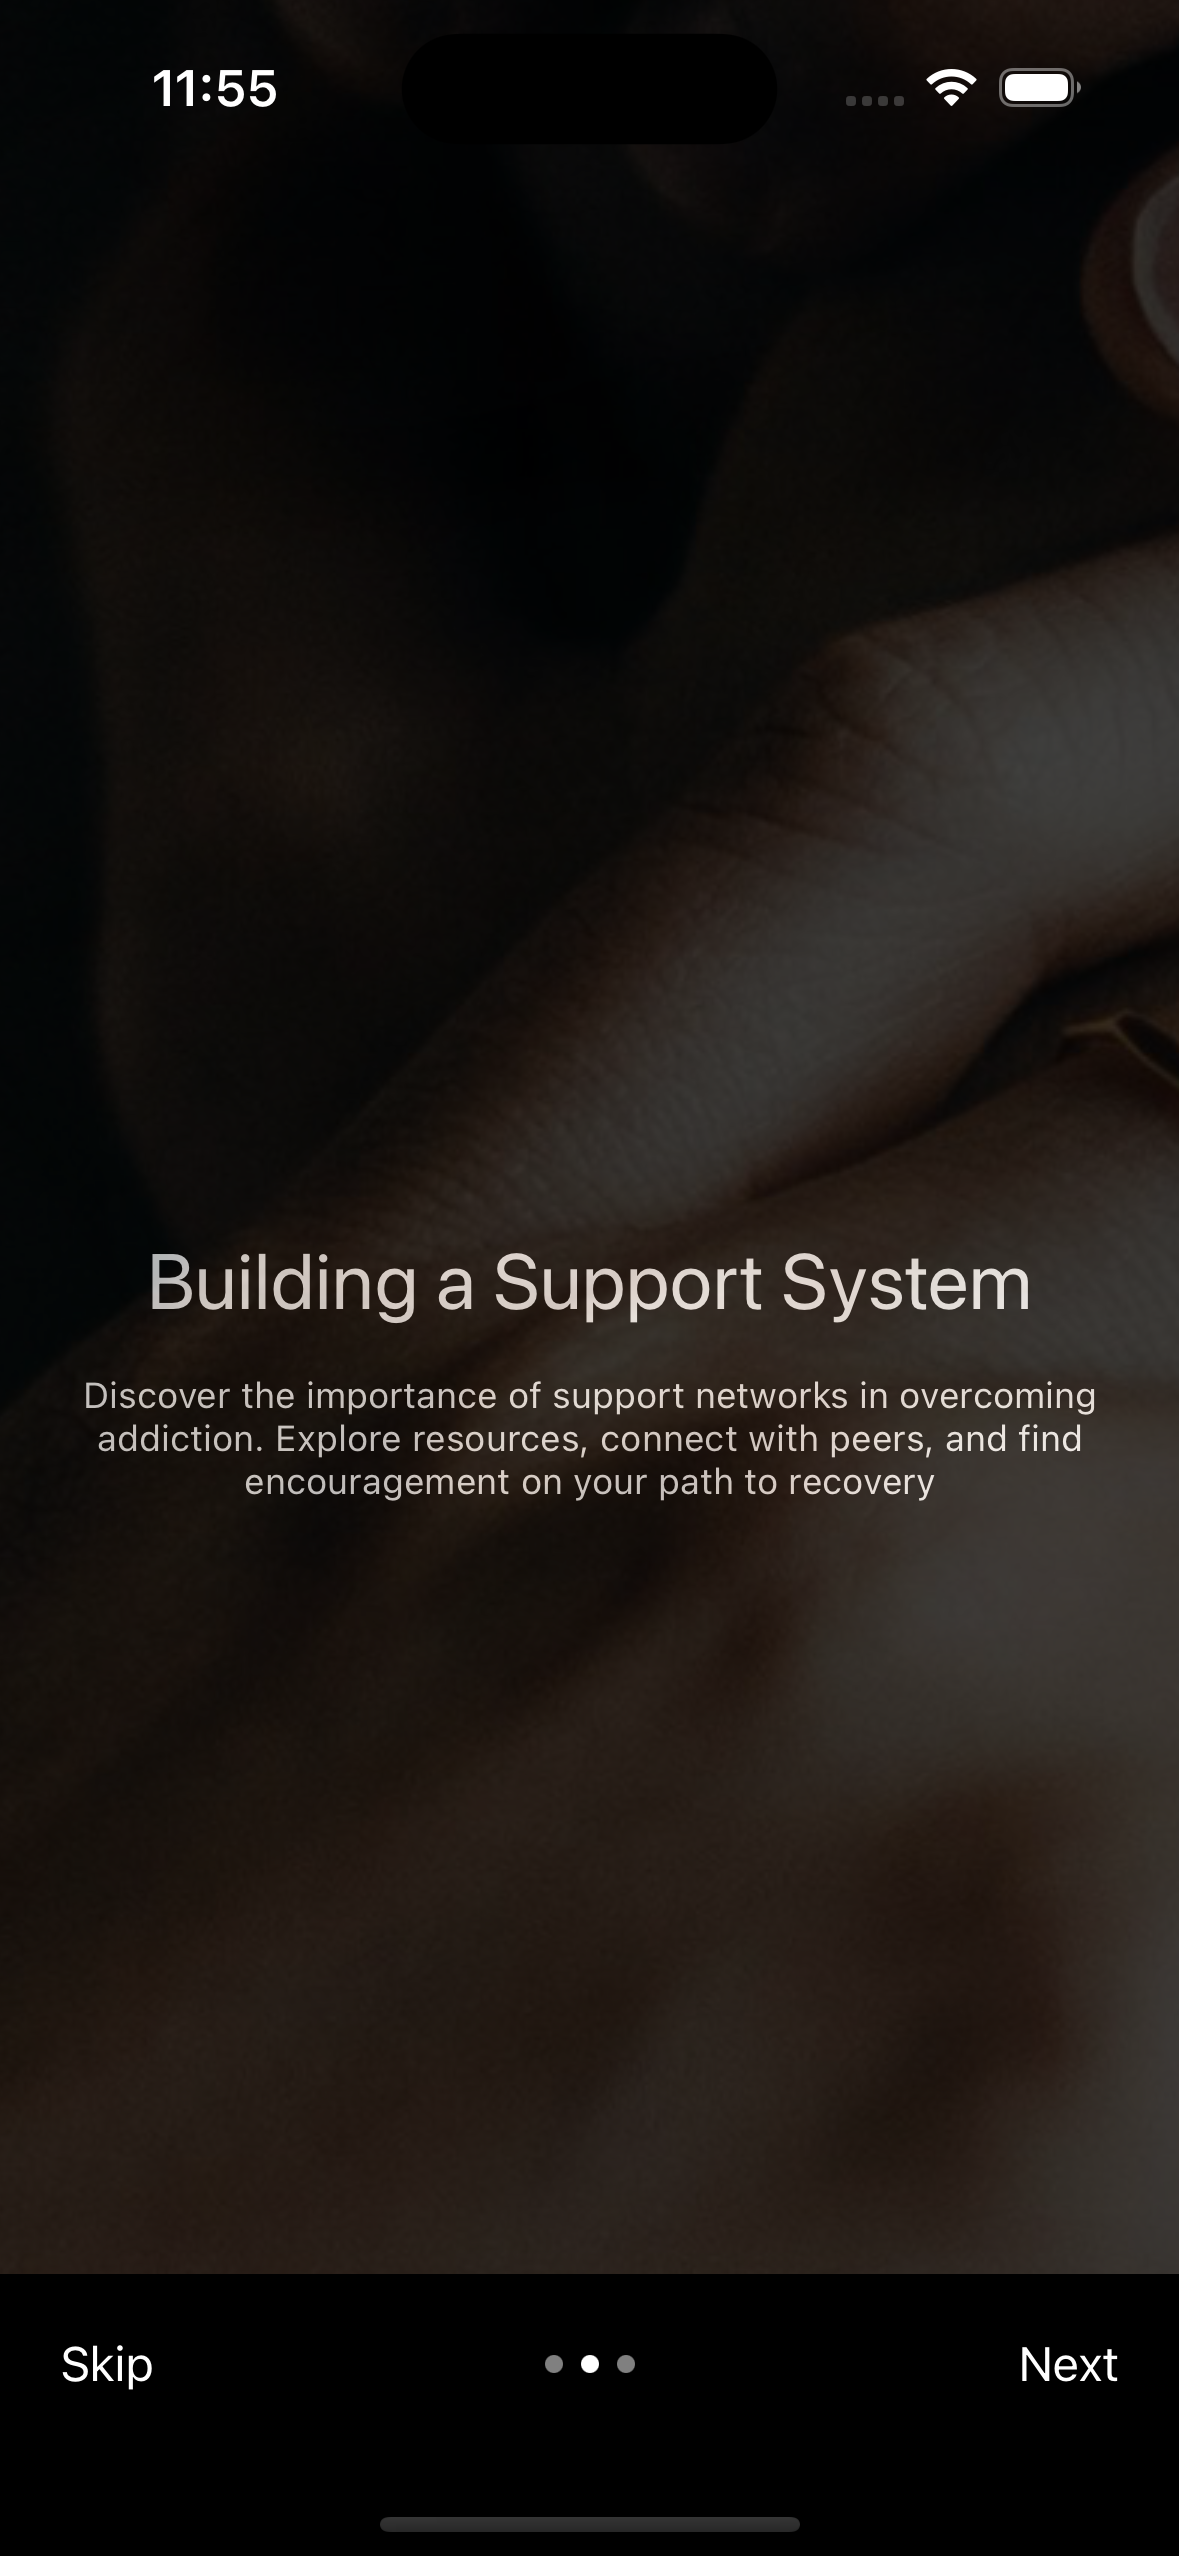 11:55
Building a Support System
Discover the importance of support networks in overcoming
addiction. Explore resources, connect with peers, and find
encouragement on your path to recovery
Skip
Next